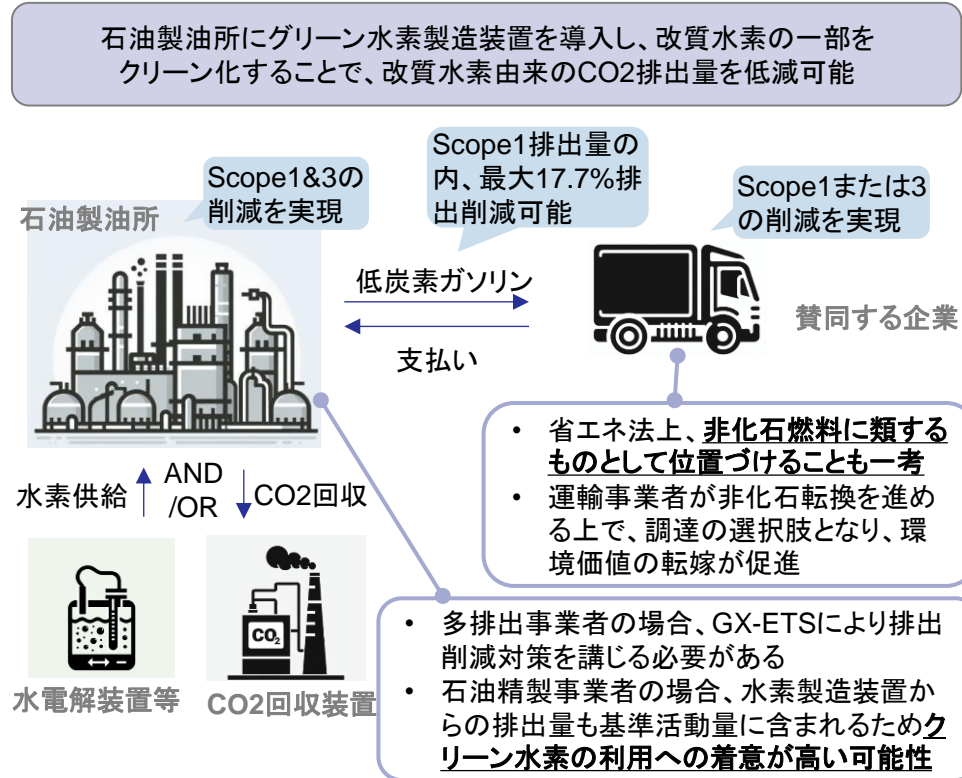 石油製油所にグリーン水素製造装置を導入し、改質水素の一部を
クリーン化することで、改質水素由来のCO2排出量を低減可能
Scope1&3の
削減を実現
Scope1排出量の
内、最大17.7%排
出削減可能
Scope1または3
の削減を実現
石油製油所
低炭素ガソリン
支払い
賛同する企業
水素供給
AND
/OR
CO2回収
水電解装置等
CO₂
CO2回収装置
• 省エネ法上、非化石燃料に類する
ものとして位置づけることも一考
• 運輸事業者が非化石転換を進め
る上で、調達の選択肢となり、環
境価値の転嫁が促進
• 多排出事業者の場合、GX-ETSにより排出
削減対策を講じる必要がある
• 石油精製事業者の場合、水素製造装置か
らの排出量も基準活動量に含まれるためク
リーン水素の利用への着意が高い可能性